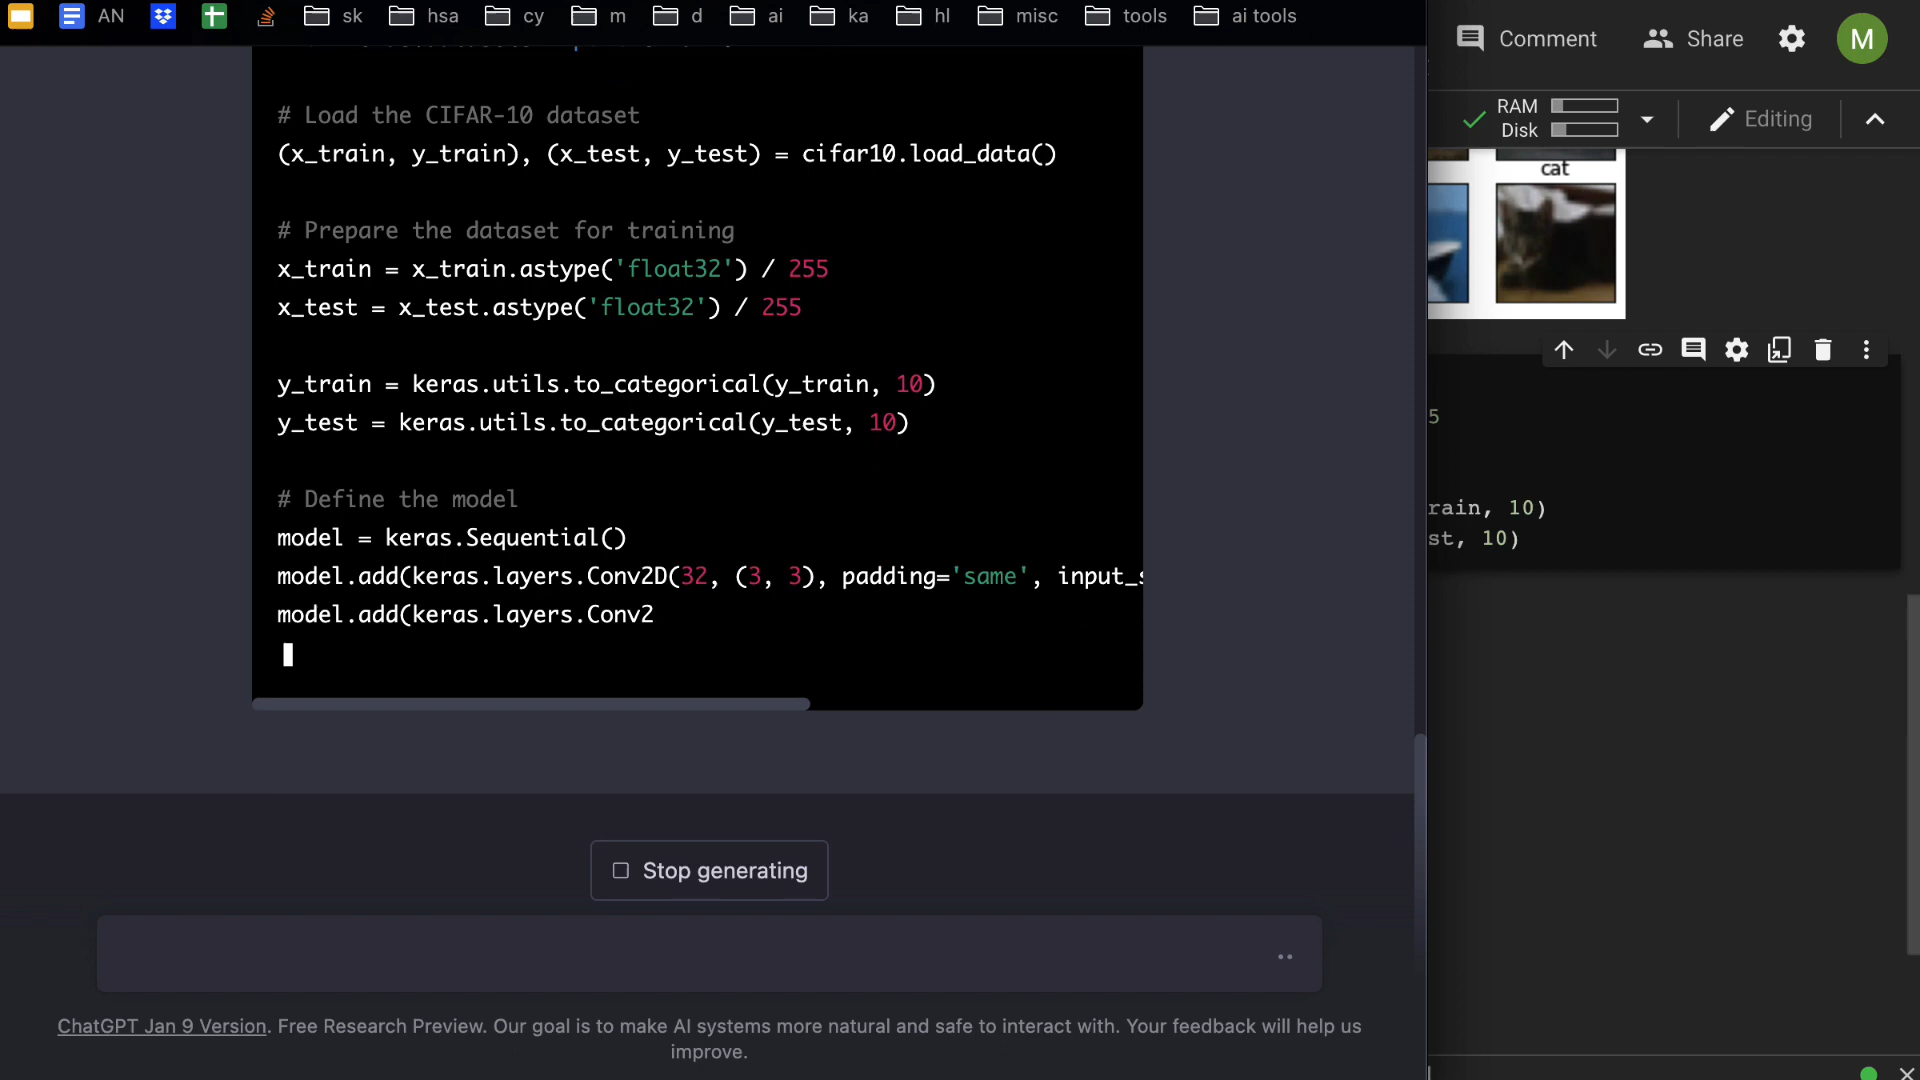 AN sk hsa cy m d ai ka hl misc tools ai tools
# Load the CIFAR-10 dataset
(x_train, y_train), (x_test, y_test) = cifar10.load_data()
# Prepare the dataset for training
x_train = x_train.astype('float32') / 255
x_test = x_test.astype('float32') / 255
y_train = keras.utils.to_categorical(y_train, 10)
y_test = keras.utils.to_categorical(y_test, 10)
# Define the model
model = keras.Sequential()
model.add(keras.layers.Conv2D(32, (3, 3), padding='same', input_s
model.add(keras.layers.Conv2
Stop generating
ChatGPT Jan 9 Version. Free Research Preview. Our goal is to make AI systems more natural and safe to interact with. Your feedback will help us
improve.
Comment Share M
RAM
Disk
Editing
cat
5
rain, 10)
st, 10)